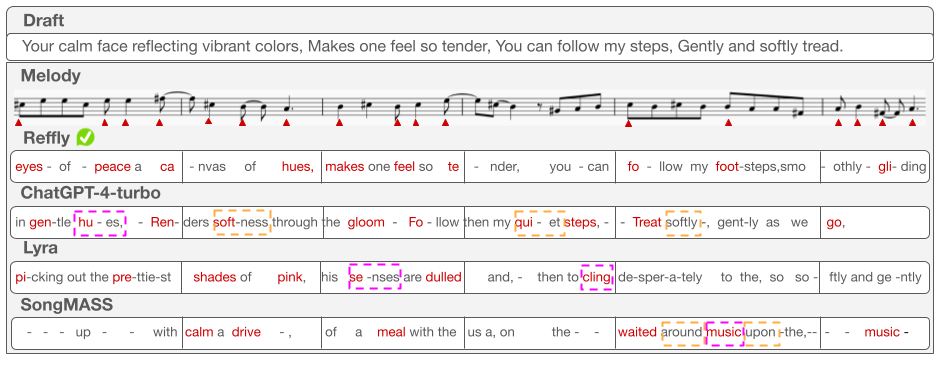 Draft
Your calm face reflecting vibrant colors, Makes one feel so tender, You can follow my steps, Gently and softly tread.
Melody
Reffly
eyes - of - peace a ca - nvas of hues, makes one feel so te - nder, you - can fo - llow my foot-steps,smo - othly - gli- ding
ChatGPT-4-turbo
in gen-tle hu - es, - Ren- ders soft-ness through the gloom - Fo - llow then my qui - et steps, - - Treat softly -, gent-ly as we go,
Lyra
pi-cking out the pre-ttie-st shades of pink, his se -nses are dulled and, - then to cling de-sper-a-tely to the, so so - ftly and ge -ntly
SongMASS
- - - up - - with calm a drive - , of a meal with the us a, on the - - waited around music upon -the,-- - - music -